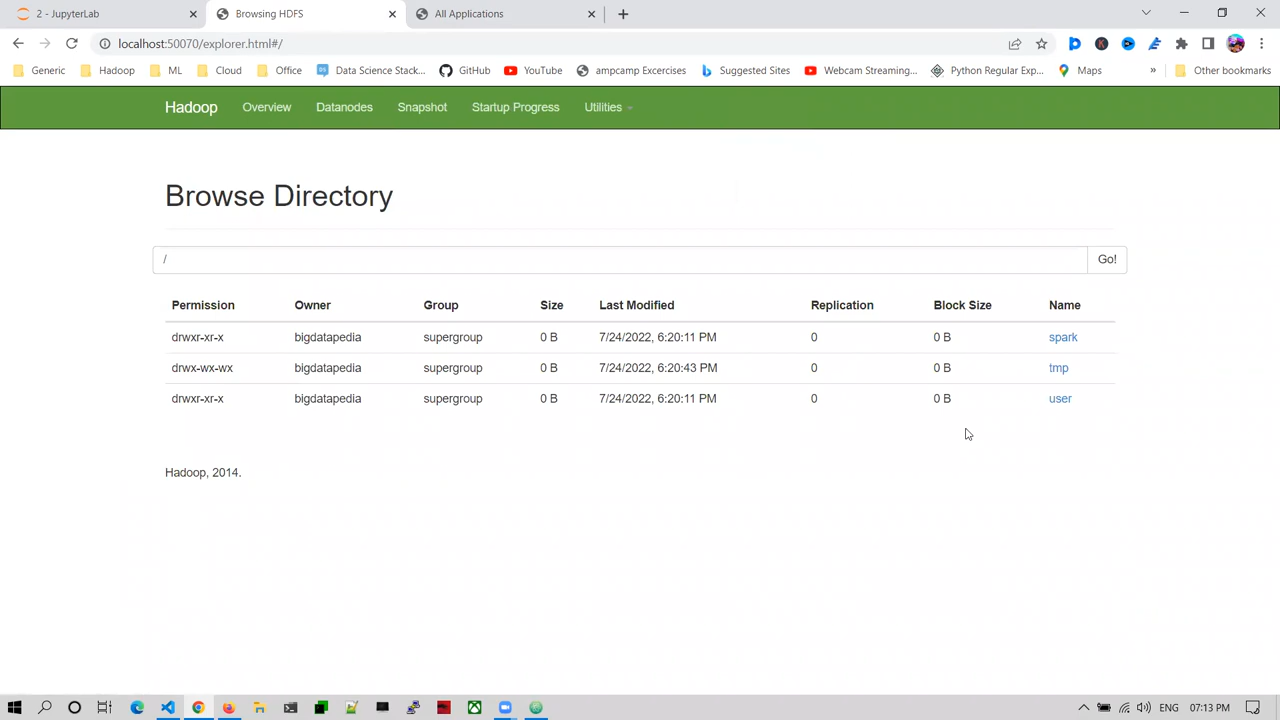 2 - JupyterLab
Browsing HDFS
All Applications
localhost:50070/explorer.html#/
Generic
Hadoop
ML
Cloud
Office
DS
Data Science Stack...
GitHub
YouTube
ampcamp Excercises
Suggested Sites
Webcam Streaming...
Python Regular Exp...
Maps
»
Other bookmarks
Hadoop Overview Datanodes Snapshot Startup Progress Utilities
Browse Directory
/ Go!
Permission Owner Group Size Last Modified Replication Block Size Name
drwxr-xr-x bigdatapedia supergroup 0 B 7/24/2022, 6:20:11 PM 0 0 B spark
drwx-wx-wx bigdatapedia supergroup 0 B 7/24/2022, 6:20:43 PM 0 0 B tmp
drwxr-xr-x bigdatapedia supergroup 0 B 7/24/2022, 6:20:11 PM 0 0 B user
Hadoop, 2014.
ENG 07:13 PM